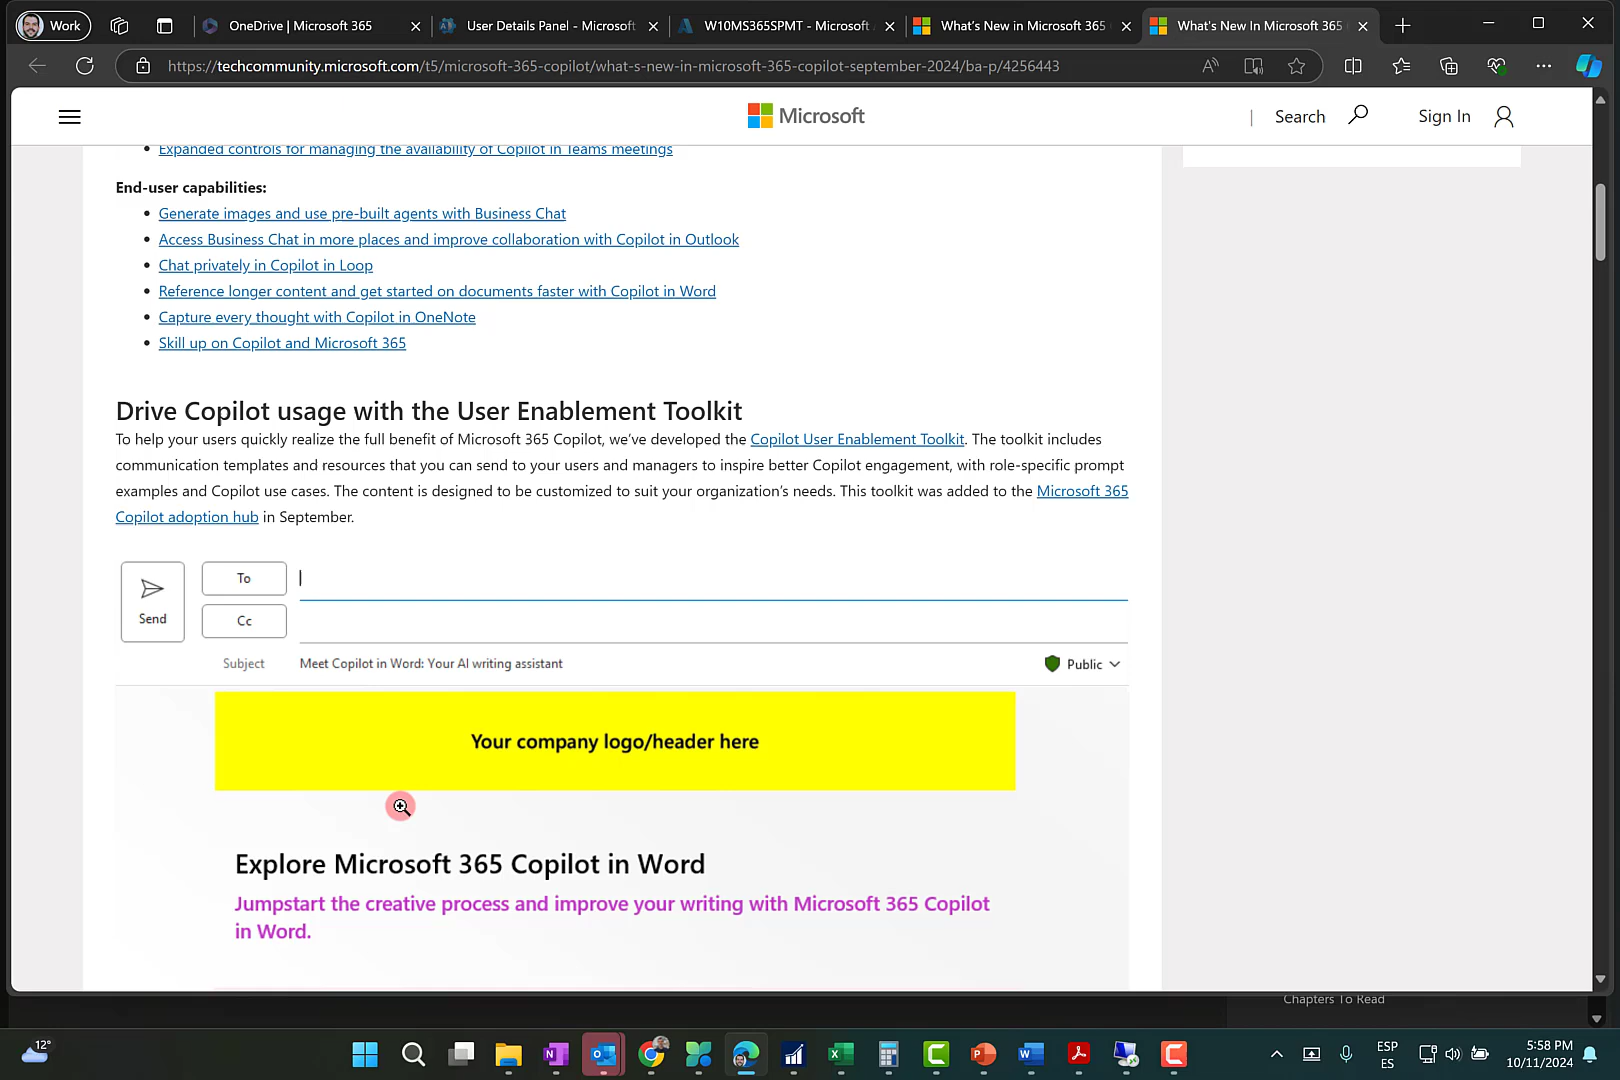 Work
OneDrive | Microsoft 365
User Details Panel - Microsoft
W10MS365SPMT - Microsoft
What's New in Microsoft 365
What's New In Microsoft 365
https://techcommunity.microsoft.com/t5/microsoft-365-copilot/what-s-new-in-microsoft-365-copilot-september-2024/ba-p/4256443
Microsoft
| Search
Sign In
• Expanded controls for managing the availability of Copilot in Teams meetings
End-user capabilities:
• Generate images and use pre-built agents with Business Chat
• Access Business Chat in more places and improve collaboration with Copilot in Outlook
• Chat privately in Copilot in Loop
• Reference longer content and get started on documents faster with Copilot in Word
• Capture every thought with Copilot in OneNote
• Skill up on Copilot and Microsoft 365
Drive Copilot usage with the User Enablement Toolkit
To help your users quickly realize the full benefit of Microsoft 365 Copilot, we've developed the Copilot User Enablement Toolkit. The toolkit includes
communication templates and resources that you can send to your users and managers to inspire better Copilot engagement, with role-specific prompt
examples and Copilot use cases. The content is designed to be customized to suit your organization's needs. This toolkit was added to the Microsoft 365
Copilot adoption hub in September.
Send
To
Cc
Subject Meet Copilot in Word: Your AI writing assistant
Public
Your company logo/header here
Explore Microsoft 365 Copilot in Word
Jumpstart the creative process and improve your writing with Microsoft 365 Copilot
in Word.
Chapters To Read
12°
ESP
ES
5:58 PM
10/11/2024